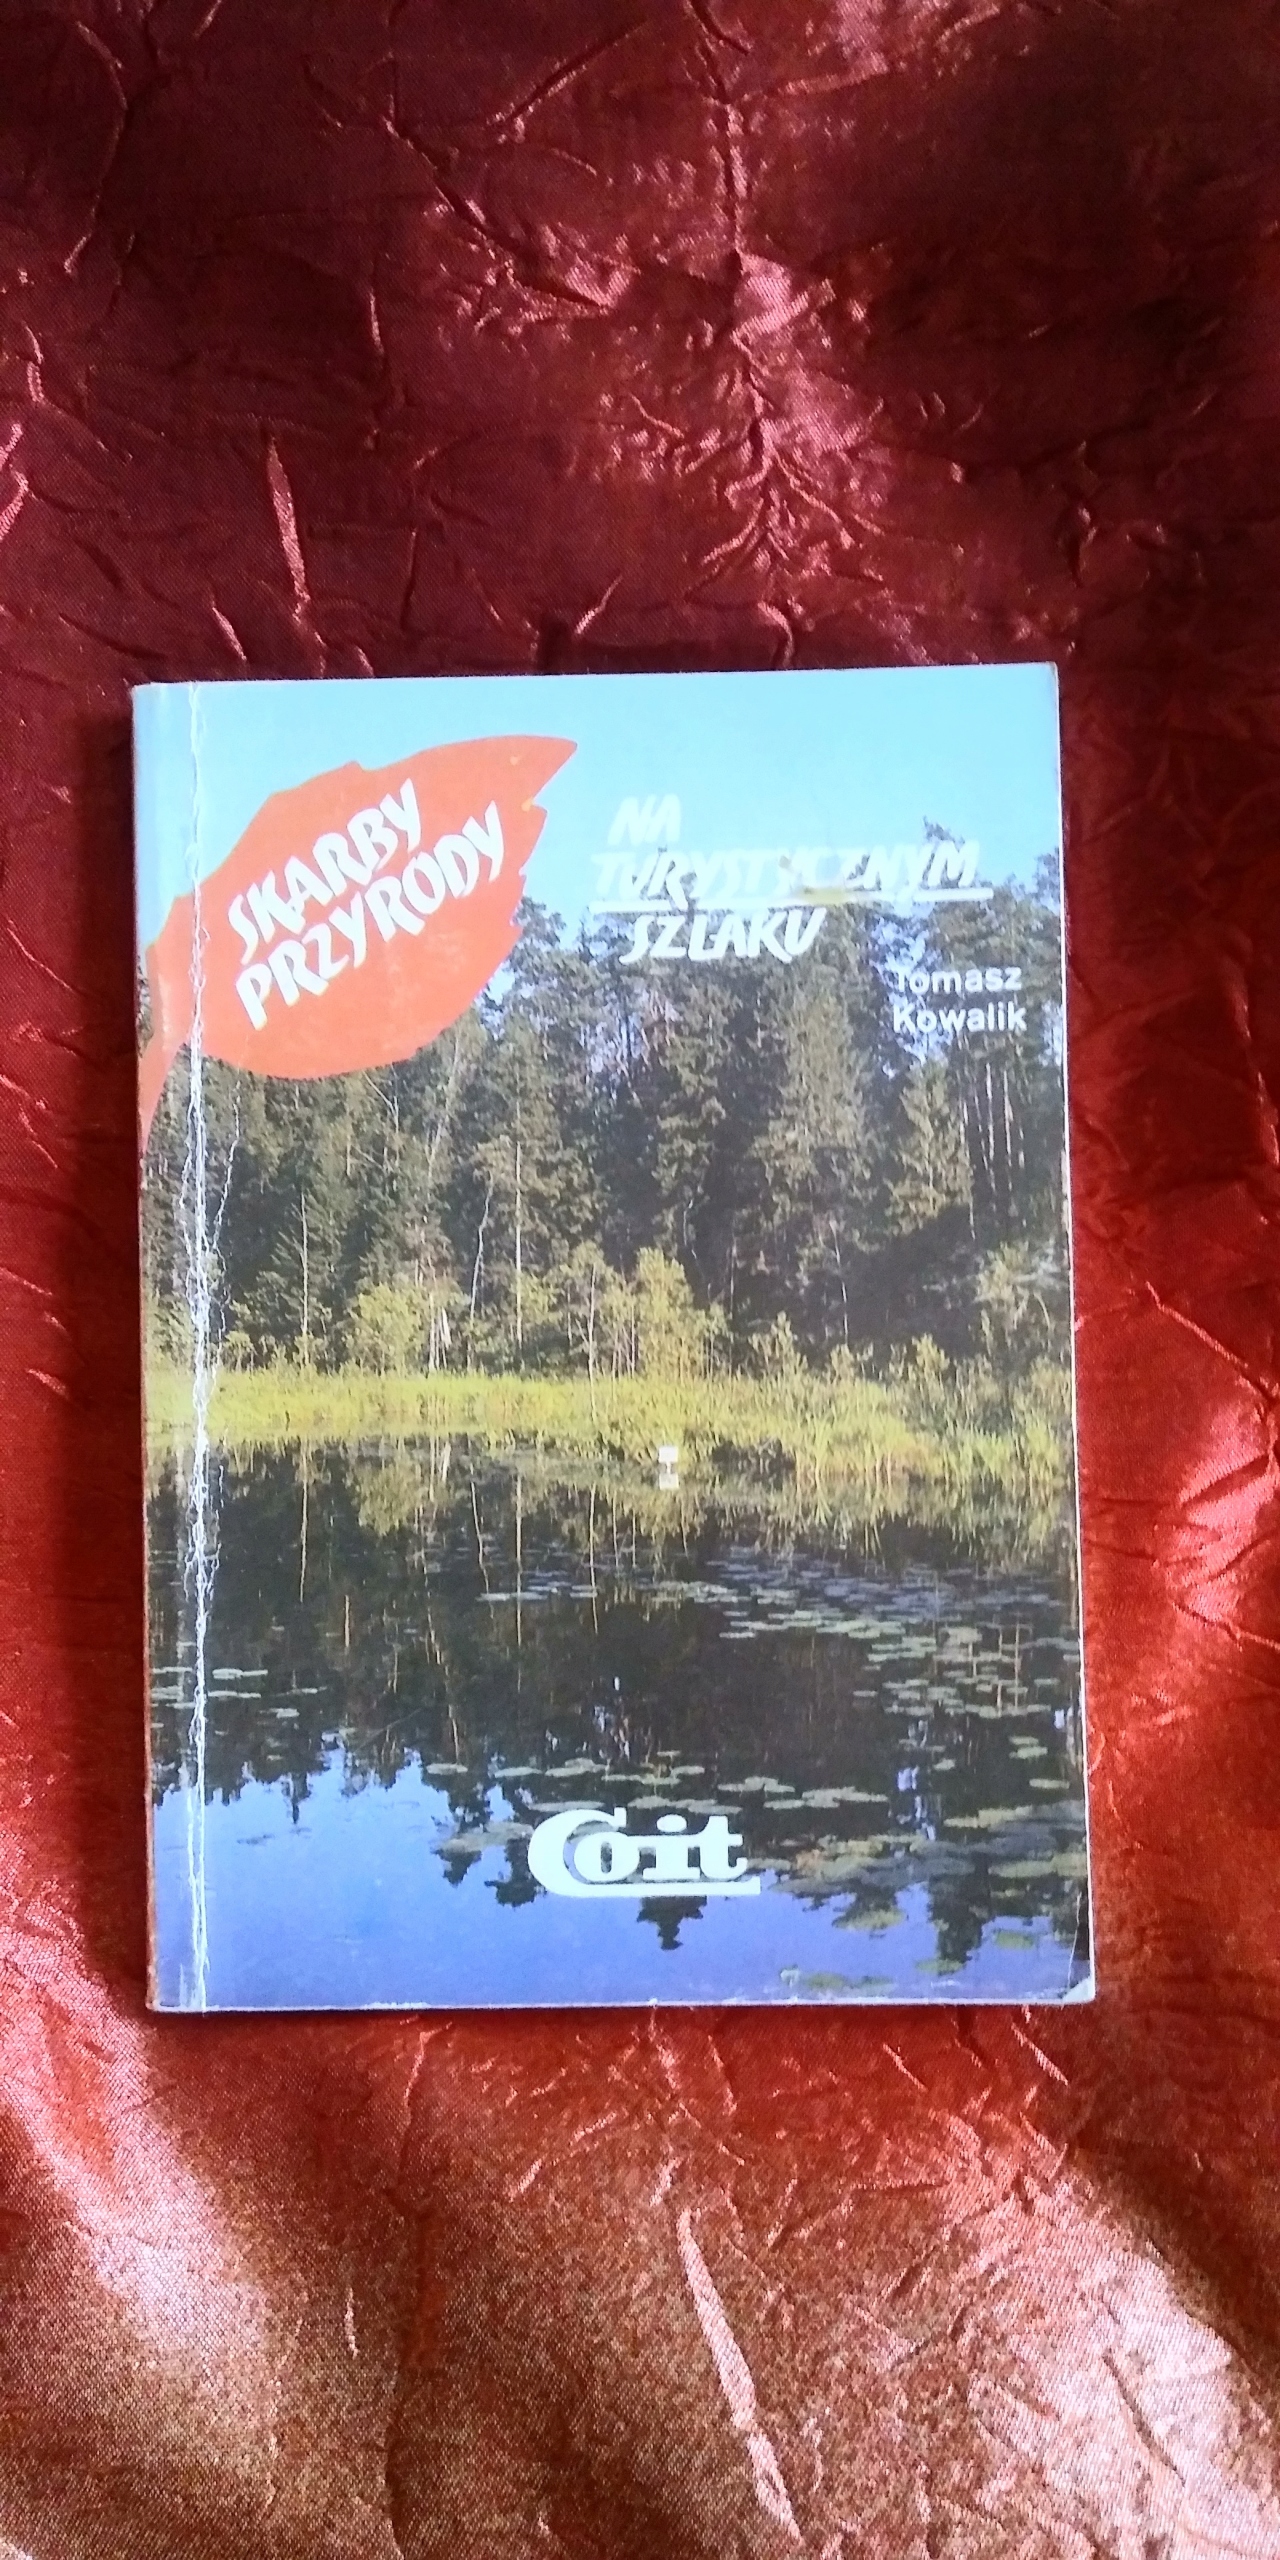 SKARBY
PRZYRODY
NA
TURYSTYCZNYM
SZLAKU
Tomasz
Kowalik
Coit